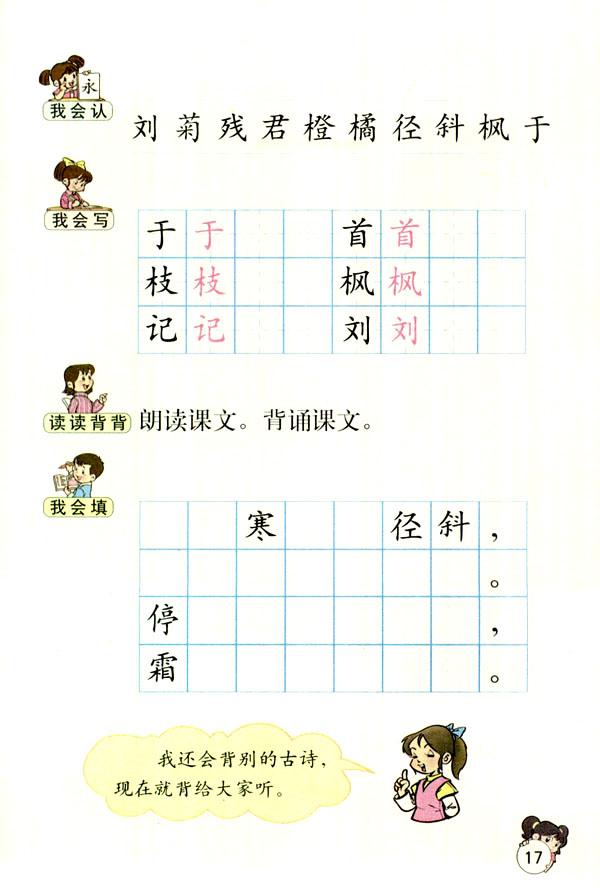 永
我会认
刘 菊 残 君 橙 橘 径 斜 枫 于
我会写
于 于 首 首
枝 枝 枫 枫
记 记 刘 刘
读读背背
朗读课文。背诵课文。
我会填
寒 径 斜 ，
。
停 ，
霜 。
我还会背别的古诗，
现在就背给大家听。
17